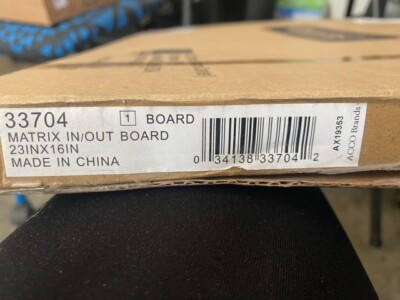 33704 1 BOARD
MATRIX IN/OUT BOARD
23INX16IN
MADE IN CHINA
0 34138 33704 2
AX19353
ACCO Brands